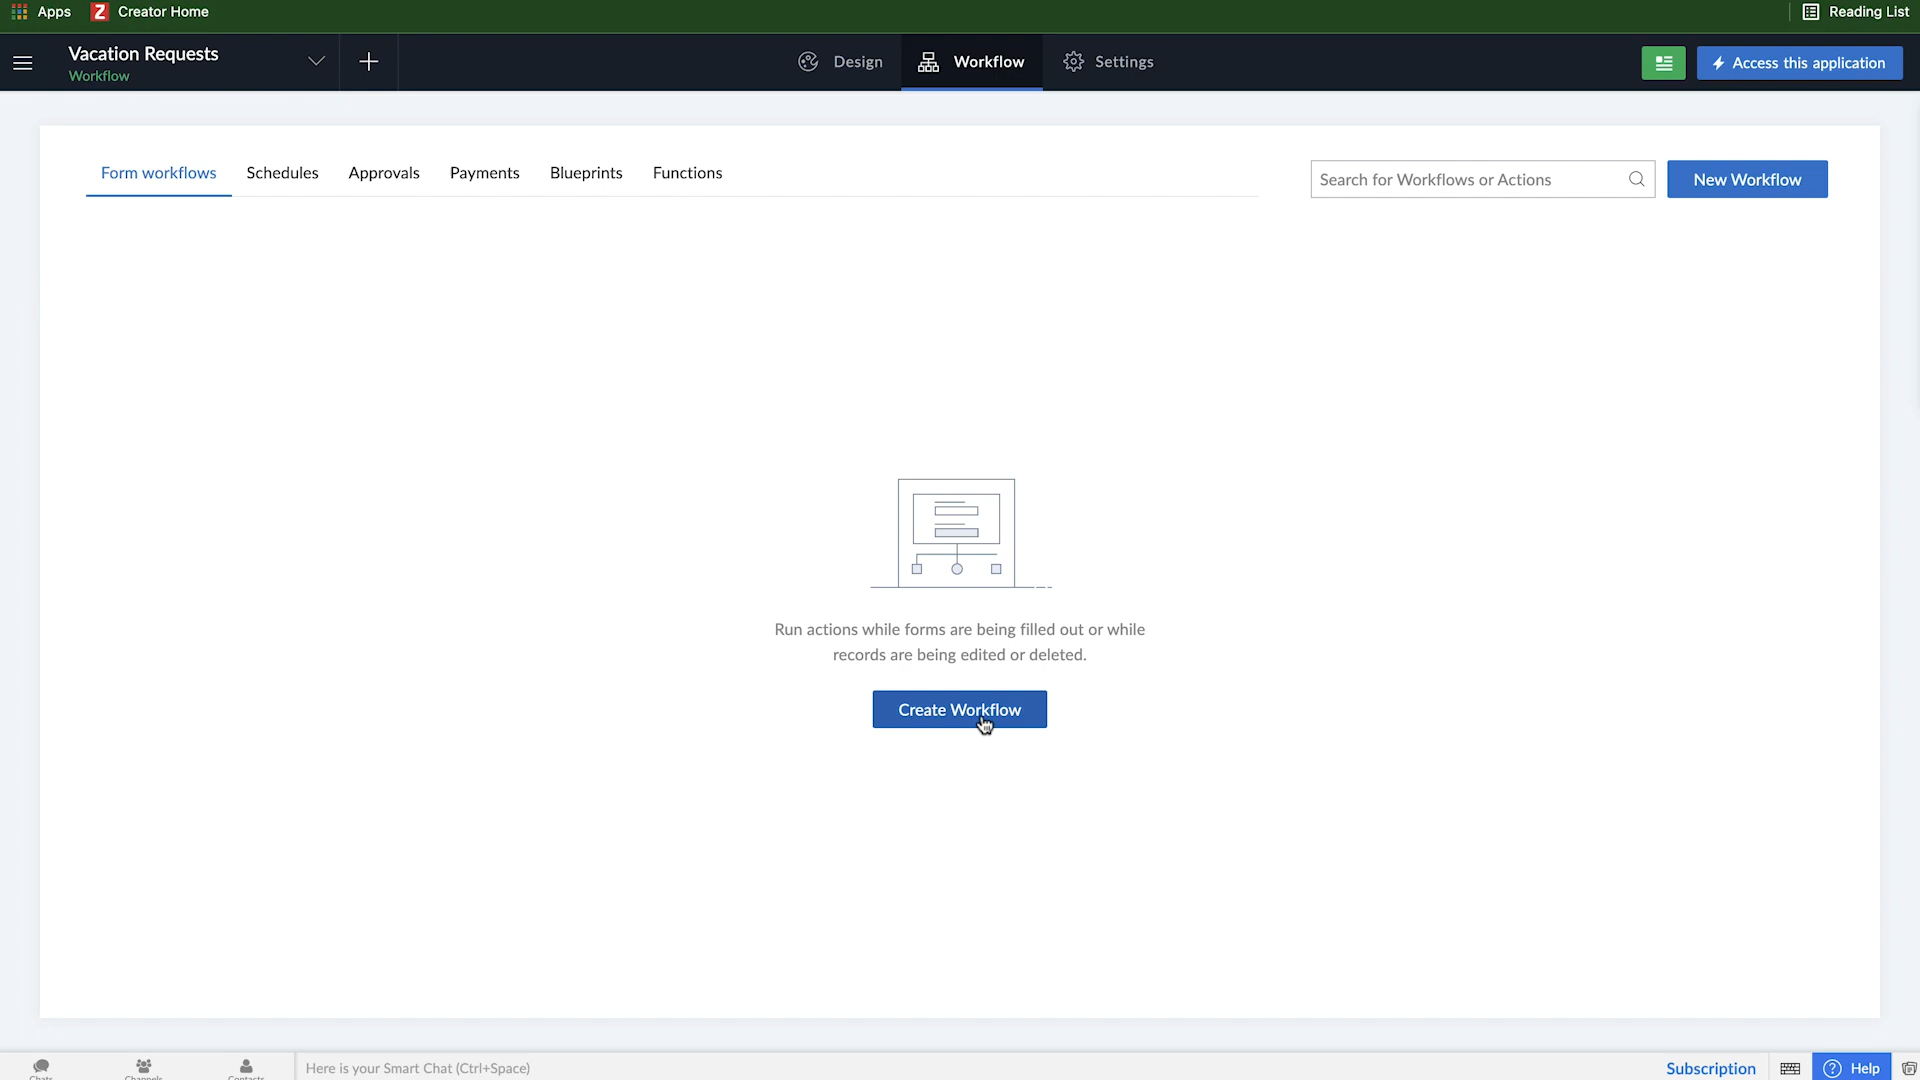 Apps
Z Creator Home
Reading List
Vacation Requests
Workflow
Design
Workflow
Settings
Access this application
Form workflows
Schedules
Approvals
Payments
Blueprints
Functions
Search for Workflows or Actions
New Workflow
Run actions while forms are being filled out or while
records are being edited or deleted.
Create Workflow
Chats
Channels
Contacts
Here is your Smart Chat (Ctrl+Space)
Subscription
Help